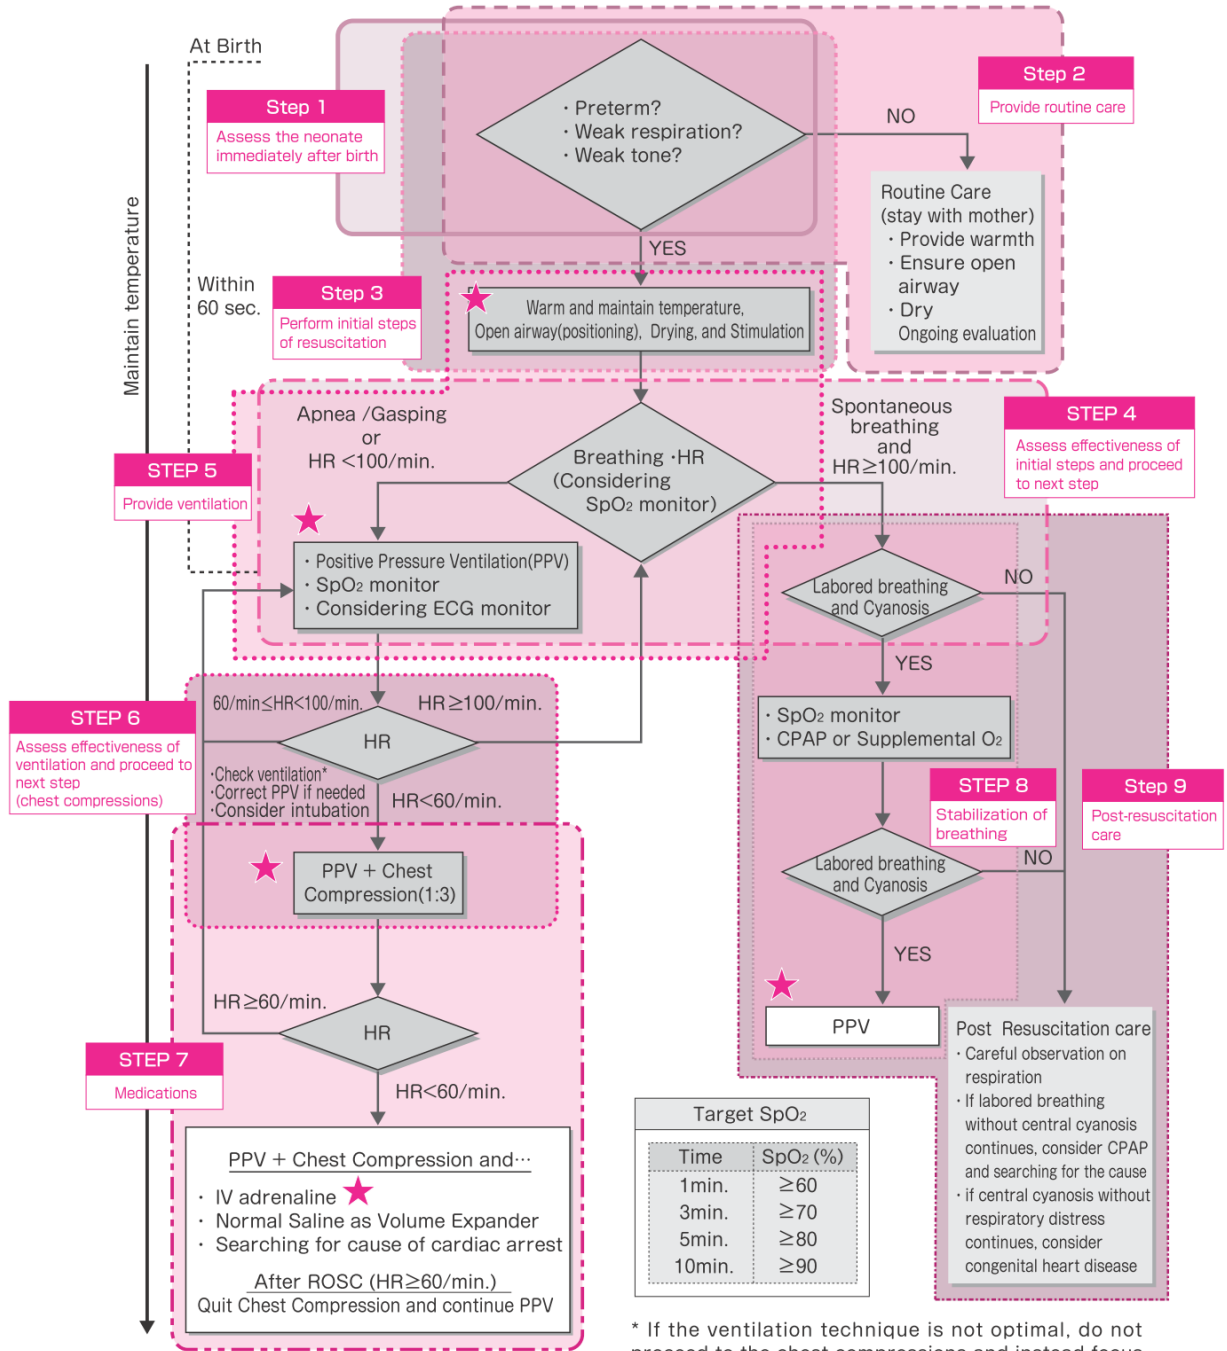 At Birth
Step 1
Assess the neonate
immediately after birth
· Preterm?
· Weak respiration?
· Weak tone?
NO
Step 2
Provide routine care
Routine Care
(stay with mother)
· Provide warmth
· Ensure open
airway
· Dry
Ongoing evaluation
YES
Maintain temperature
Within
60 sec.
Step 3
Perform initial steps
of resuscitation
Warm and maintain temperature,
Open airway(positioning), Drying, and Stimulation
Apnea /Gasping
or
HR <100/min.
Breathing ·HR
(Considering
SpO2 monitor)
Spontaneous
breathing
and
HR≥100/min.
STEP 4
Assess effectiveness of
initial steps and proceed
to next step
STEP 5
Provide ventilation
· Positive Pressure Ventilation(PPV)
· SpO2 monitor
· Considering ECG monitor
Labored breathing
and Cyanosis
NO
YES
· SpO2 monitor
· CPAP or Supplemental O2
STEP 6
Assess effectiveness of
ventilation and proceed to
next step
(chest compressions)
60/min≤HR<100/min.
HR≥100/min.
HR
·Check ventilation*
·Correct PPV if needed
·Consider intubation
HR<60/min.
STEP 8
Stabilization of
breathing
Step 9
Post-resuscitation
care
Labored breathing
and Cyanosis
NO
YES
PPV
PPV + Chest
Compression(1:3)
HR≥60/min.
HR
HR<60/min.
STEP 7
Medications
PPV + Chest Compression and···
· IV adrenaline
· Normal Saline as Volume Expander
· Searching for cause of cardiac arrest
After ROSC (HR≥60/min.)
Quit Chest Compression and continue PPV
Target SpO2
Time SpO2 (%)
1min. ≥60
3min. ≥70
5min. ≥80
10min. ≥90
Post Resuscitation care
· Careful observation on
respiration
· If labored breathing
without central cyanosis
continues, consider CPAP
and searching for the cause
· if central cyanosis without
respiratory distress
continues, consider
congenital heart disease
* If the ventilation technique is not optimal, do not
proceed to the chest compressions and instead focus